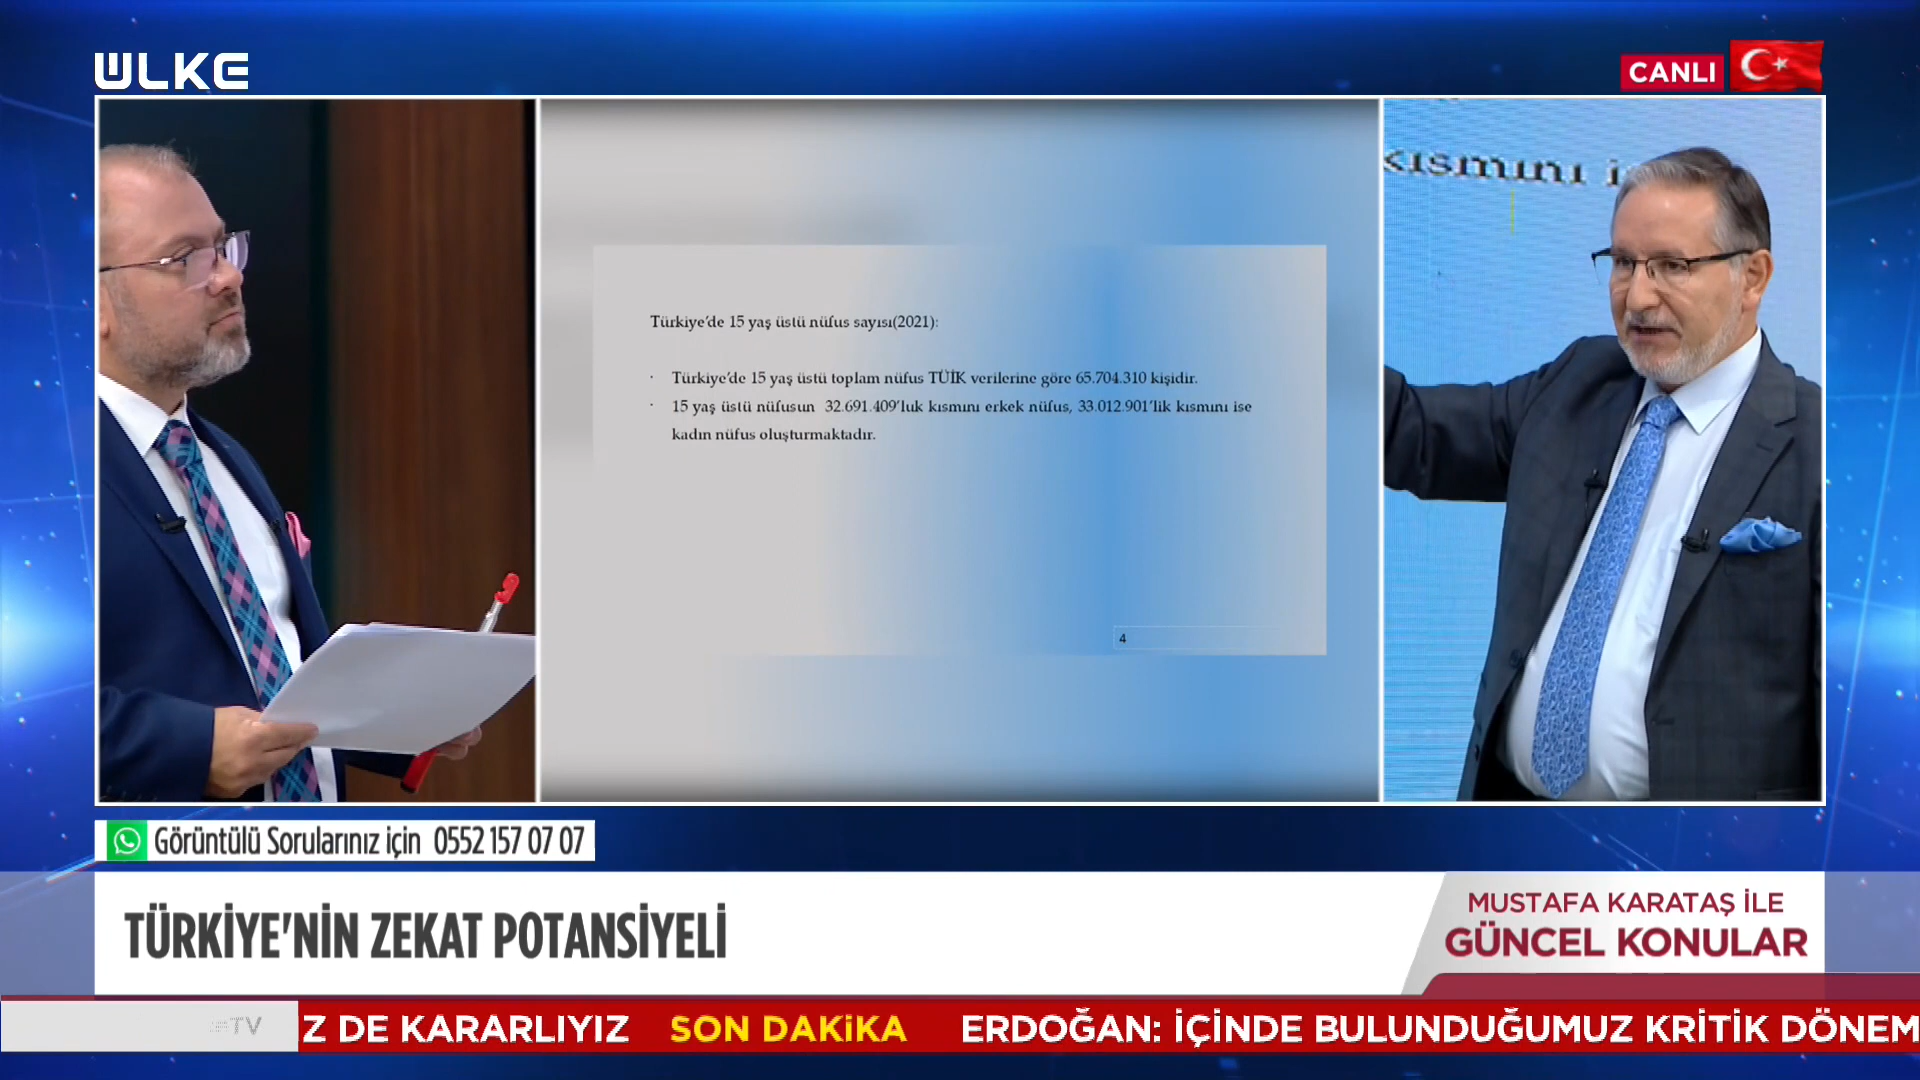 ÜLKE
CANLI
kısmını i
Türkiye'de 15 yaş üstü nüfus sayısı(2021):
· Türkiye'de 15 yaş üstü toplam nüfus TÜİK verilerine göre 65.704.310 kişidir.
· 15 yaş üstü nüfusun 32.691.409'luk kısmını erkek nüfus, 33.012.901'lik kısmını ise
kadın nüfus oluşturmaktadır.
4
Görüntülü Sorularınız için 0552 157 07 07
TÜRKİYE'NİN ZEKAT POTANSİYELİ
MUSTAFA KARATAŞ İLE
GÜNCEL KONULAR
TV Z DE KARARLIYIZ SON DAKİKA ERDOĞAN: İÇİNDE BULUNDUĞUMUZ KRİTİK DÖNEM